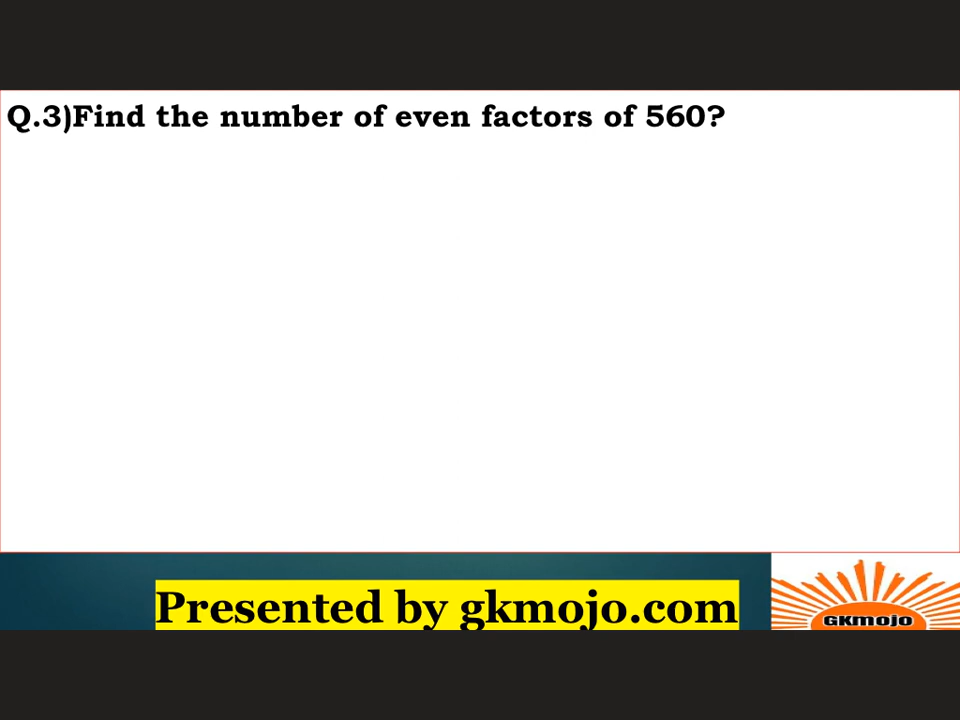 Q.3)Find the number of even factors of 560?
Presented by gkmojo.com
GKmojo